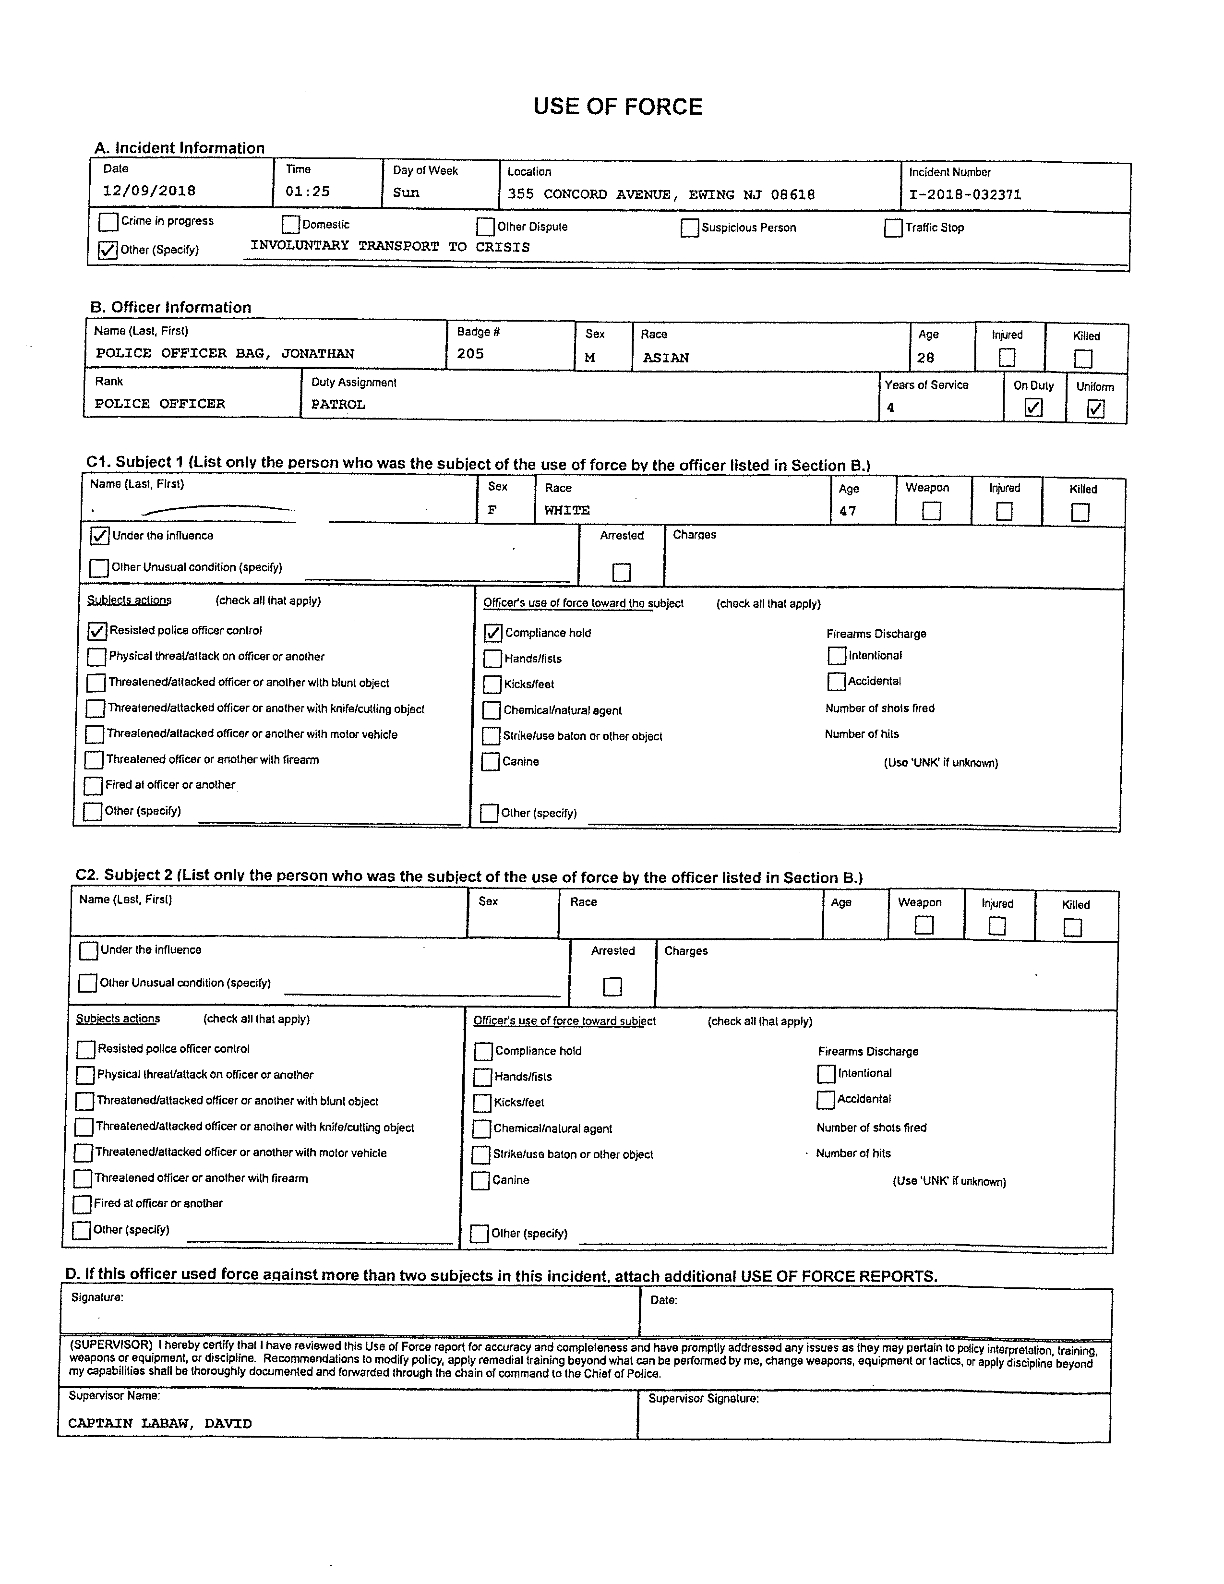 USE OF FORCE
A. Incident Information
Date Time Day of Week Location Incident Number
12/09/2018 01:25 Sun 355 CONCORD AVENUE, EWING NJ 08618 I-2018-032371
Crime in progress Domestic Other Dispute Suspicious Person Traffic Stop
Other (Specify) INVOLUNTARY TRANSPORT TO CRISIS
B. Officer Information
Name (Last, First) Badge # Sex Race Age Injured Killed
POLICE OFFICER BAG, JONATHAN 205 M ASIAN 28
Rank Duty Assignment Years of Service On Duty Uniform
POLICE OFFICER PATROL 4
C1. Subject 1 (List only the person who was the subject of the use of force by the officer listed in Section B.)
Name (Last, First) Sex Race Age Weapon Injured Killed
F WHITE 47
Under the influence Arrested Charges
Other Unusual condition (specify)
Subjects actions (check all that apply) Officer's use of force toward the subject (check all that apply)
Resisted police officer control Compliance hold Firearms Discharge
Physical threat/attack on officer or another Hands/fists Intentional
Threatened/attacked officer or another with blunt object Kicks/feet Accidental
Threatened/attacked officer or another with knife/cutting object Chemical/natural agent Number of shots fired
Threatened/attacked officer or another with motor vehicle Strike/use baton or other object Number of hits
Threatened officer or another with firearm Canine (Use 'UNK' if unknown)
Fired at officer or another
Other (specify) Other (specify)
C2. Subject 2 (List only the person who was the subject of the use of force by the officer listed in Section B.)
Name (Last, First) Sex Race Age Weapon Injured Killed
Under the influence Arrested Charges
Other Unusual condition (specify)
Subjects actions (check all that apply) Officer's use of force toward subject (check all that apply)
Resisted police officer control Compliance hold Firearms Discharge
Physical threat/attack on officer or another Hands/fists Intentional
Threatened/attacked officer or another with blunt object Kicks/feet Accidental
Threatened/attacked officer or another with knife/cutting object Chemical/natural agent Number of shots fired
Threatened/attacked officer or another with motor vehicle Strike/use baton or other object Number of hits
Threatened officer or another with firearm Canine (Use 'UNK' if unknown)
Fired at officer or another
Other (specify) Other (specify)
D. If this officer used force against more than two subjects in this incident, attach additional USE OF FORCE REPORTS.
Signature: Date:
(SUPERVISOR) I hereby certify that I have reviewed this Use of Force report for accuracy and completeness and have promptly addressed any issues as they may pertain to policy interpretation, training,
weapons or equipment, or discipline. Recommendations to modify policy, apply remedial training beyond what can be performed by me, change weapons, equipment or tactics, or apply discipline beyond
my capabilities shall be thoroughly documented and forwarded through the chain of command to the Chief of Police.
Supervisor Name: Supervisor Signature:
CAPTAIN LABAW, DAVID